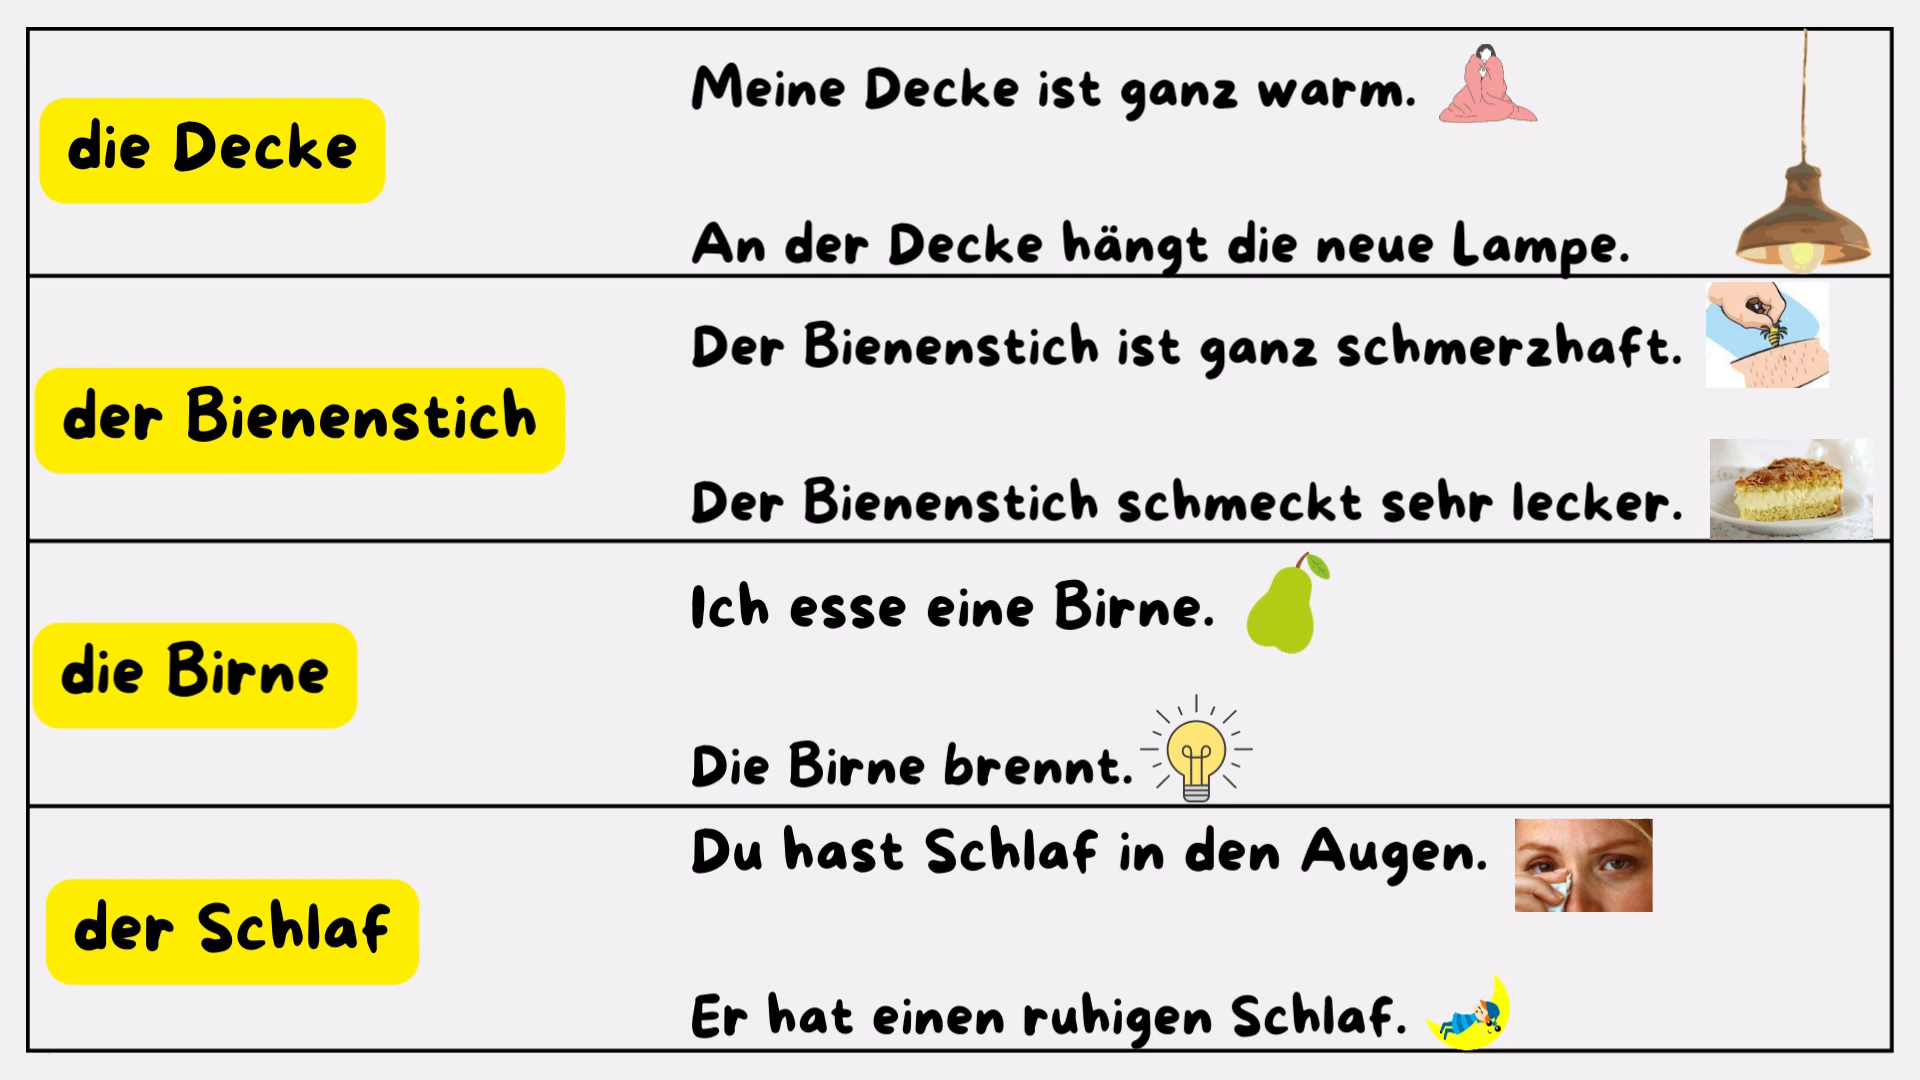 die Decke
Meine Decke ist ganz warm.
An der Decke hängt die neue Lampe.
der Bienenstich
Der Bienenstich ist ganz schmerzhaft.
Der Bienenstich schmeckt sehr lecker.
die Birne
Ich esse eine Birne.
Die Birne brennt.
der Schlaf
Du hast Schlaf in den Augen.
Er hat einen ruhigen Schlaf.